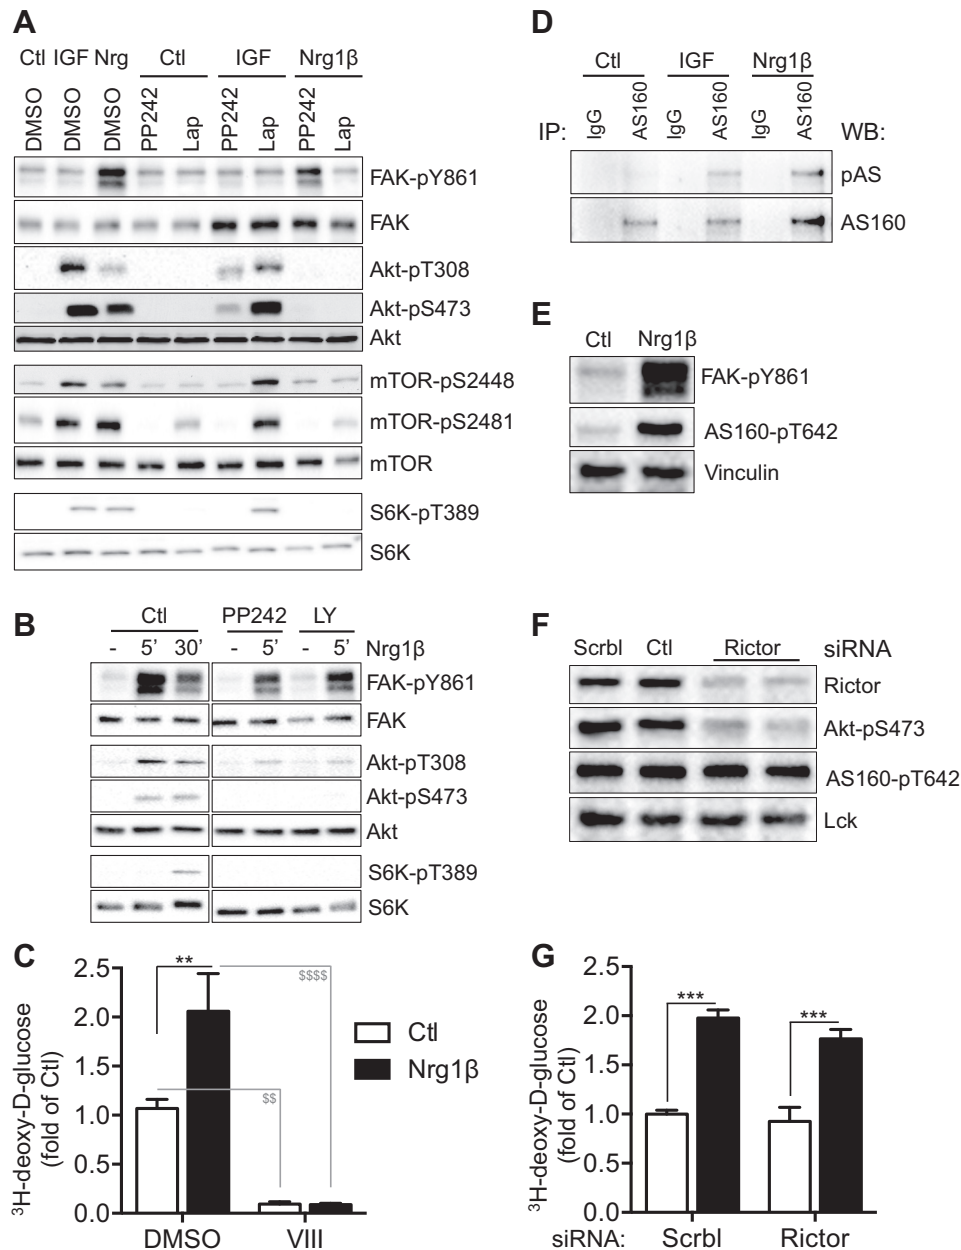 A
Ctl IGF Nrg Ctl IGF Nrg1β
DMSO DMSO DMSO PP242 Lap PP242 Lap PP242 Lap
FAK-pY861
FAK
Akt-pT308
Akt-pS473
Akt
mTOR-pS2448
mTOR-pS2481
mTOR
S6K-pT389
S6K
B
Ctl PP242 LY
- 5’ 30’ - 5’ - 5’ Nrg1β
FAK-pY861
FAK
Akt-pT308
Akt-pS473
Akt
S6K-pT389
S6K
C
³H-deoxy-D-glucose
(fold of Ctl)
2.5
2.0
1.5
1.0
0.5
0.0
**
$$$$
$$
Ctl
Nrg1β
DMSO VIII
D
Ctl IGF Nrg1β
IP: IgG AS160 IgG AS160 IgG AS160 WB:
pAS
AS160
E
Ctl Nrg1β
FAK-pY861
AS160-pT642
Vinculin
F
Scrbl Ctl Rictor siRNA
Rictor
Akt-pS473
AS160-pT642
Lck
G
³H-deoxy-D-glucose
(fold of Ctl)
2.5
2.0
1.5
1.0
0.5
0.0
***
***
siRNA: Scrbl Rictor